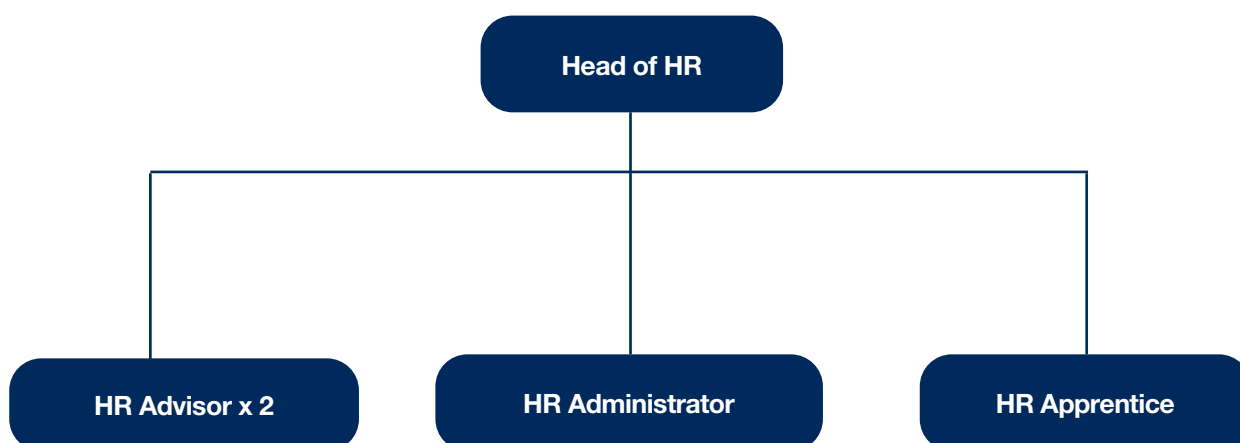 Head of HR
HR Advisor x 2
HR Administrator
HR Apprentice